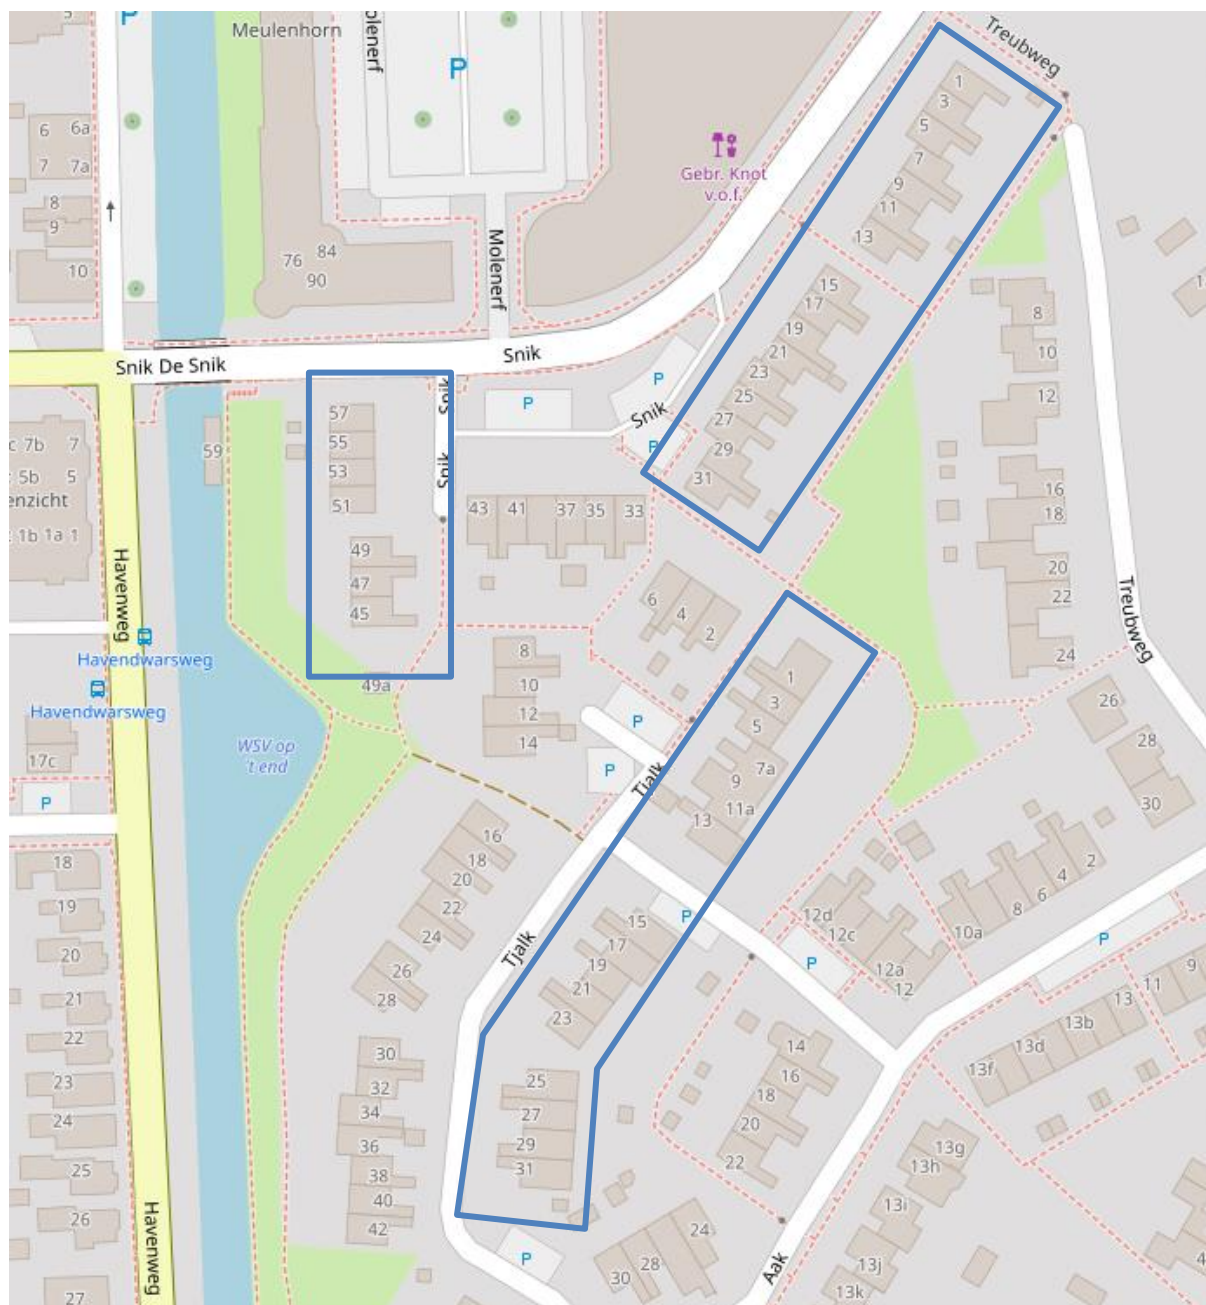 5
P
Meulenhorn
Molenerf
P
Treubweg
1
3
5
6
6a
7
7a
Gebr. Knot
v.o.f.
7
9
11
13
8
9
10
84
76
90
Molenerf
15
17
19
21
23
25
27
29
31
8
10
12
Snik De Snik
Snik
P
P
Snik
P
Snik
Snik
57
55
53
51
59
c 7b
7
5b
5
enzicht
1b 1a 1
43
41
37
35
33
16
18
20
22
24
49
47
45
49a
Havenweg
Havendwarsweg
Havendwarsweg
Treubweg
6
4
2
8
10
12
14
1
3
5
7a
9
11a
13
P
P
Tjalk
26
28
30
WSV op
't end
17c
P
16
18
20
22
24
26
28
2
4
6
8
10a
12d
12c
12a
12
P
P
P
18
19
20
21
22
23
24
25
26
27
Tjalk
15
17
19
21
23
9
11
13
13b
13d
13f
30
32
34
36
38
40
42
25
27
29
31
14
16
18
20
22
13g
13h
13i
13j
13k
Havenweg
P
24
28
30
Aak
4